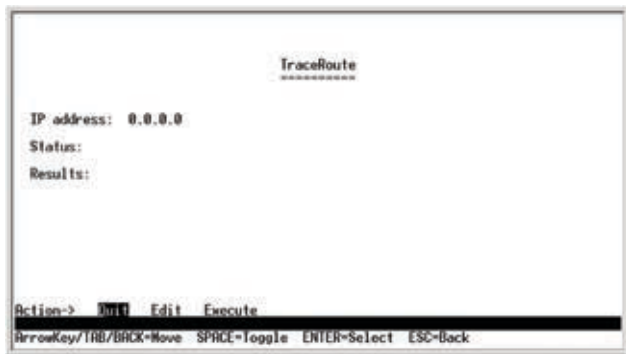 TraceRoute
----------
IP address: 0.0.0.0
Status:
Results:
Action-> Quit Edit Execute
ArrowKey/TAB/BACK=Move SPACE=Toggle ENTER=Select ESC=Back